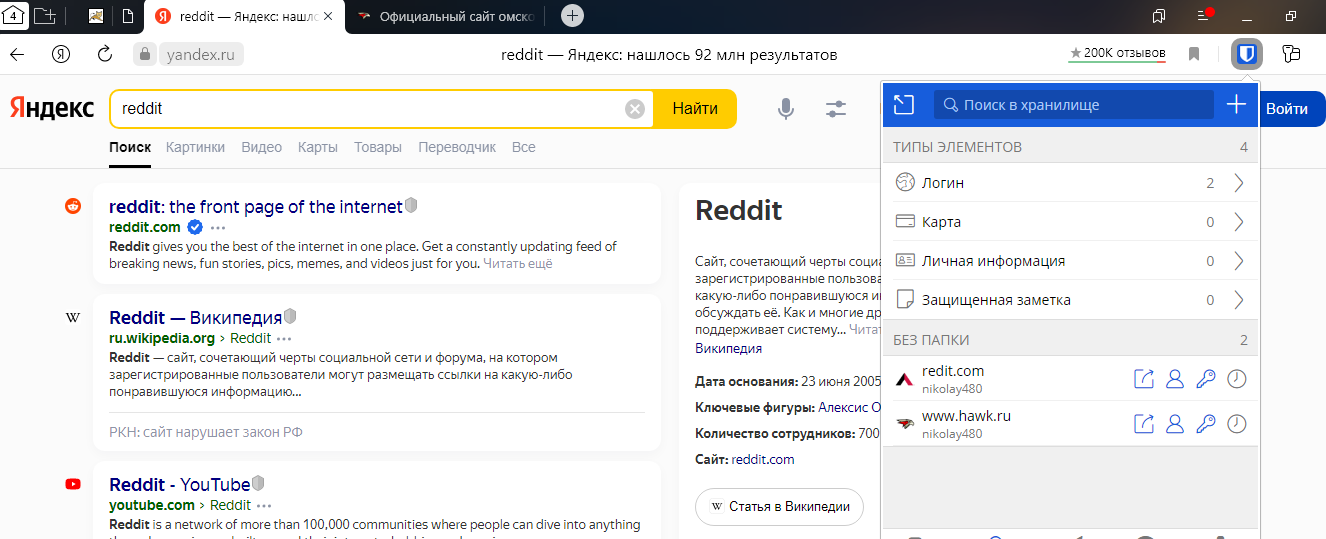 4
reddit — Яндекс: нашло
Официальный сайт омско
yandex.ru
reddit — Яндекс: нашлось 92 млн результатов
★ 200K отзывов
Яндекс
reddit
Найти
Войти
Поиск Картинки Видео Карты Товары Переводчик Все
reddit: the front page of the internet
reddit.com
Reddit gives you the best of the internet in one place. Get a constantly updating feed of
breaking news, fun stories, pics, memes, and videos just for you. Читать ещё
W
Reddit — Википедия
ru.wikipedia.org › Reddit
Reddit — сайт, сочетающий черты социальной сети и форума, на котором
зарегистрированные пользователи могут размещать ссылки на какую-либо
понравившуюся информацию...
РКН: сайт нарушает закон РФ
Reddit - YouTube
youtube.com › Reddit
Reddit is a network of more than 100,000 communities where people can dive into anything
Reddit
Сайт, сочетающий черты соци
зарегистрированные пользова
какую-либо понравившуюся и
обсуждать её. Как и многие др
поддерживает систему... Чита
Википедия
Дата основания: 23 июня 2005
Ключевые фигуры: Алексис О
Количество сотрудников: 700
Сайт: reddit.com
W Статья в Википедии
Поиск в хранилище
ТИПЫ ЭЛЕМЕНТОВ 4
Логин 2
Карта 0
Личная информация 0
Защищенная заметка 0
БЕЗ ПАПКИ 2
redit.com
nikolay480
www.hawk.ru
nikolay480